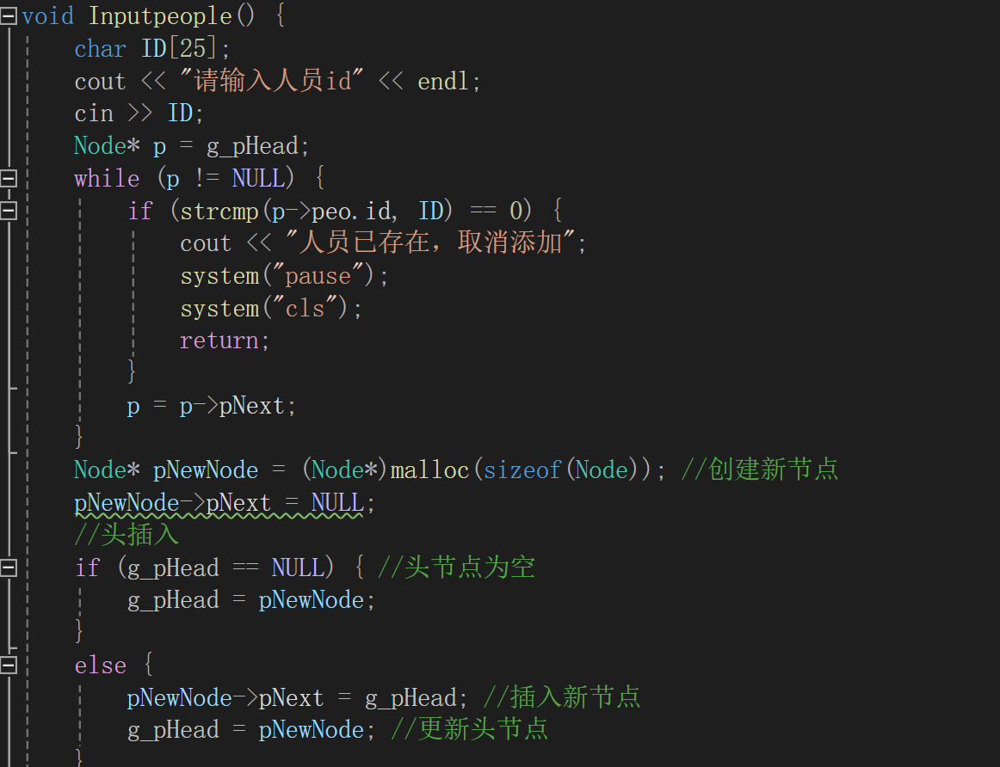 void Inputpeople() {
    char ID[25];
    cout << "请输入人员id" << endl;
    cin >> ID;
    Node* p = g_pHead;
    while (p != NULL) {
        if (strcmp(p->peo.id, ID) == 0) {
            cout << "人员已存在，取消添加";
            system("pause");
            system("cls");
            return;
        }
        p = p->pNext;
    }
    Node* pNewNode = (Node*)malloc(sizeof(Node)); //创建新节点
    pNewNode->pNext = NULL;
    //头插入
    if (g_pHead == NULL) { //头节点为空
        g_pHead = pNewNode;
    }
    else {
        pNewNode->pNext = g_pHead; //插入新节点
        g_pHead = pNewNode; //更新头节点
    }